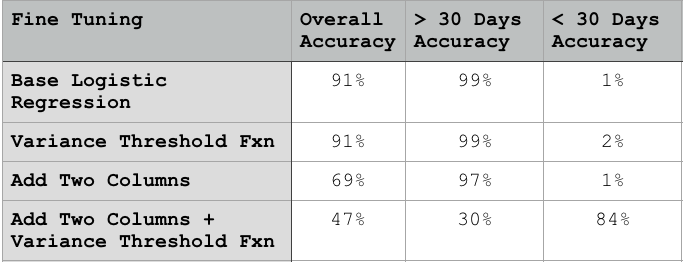 Fine Tuning Overall Accuracy > 30 Days Accuracy < 30 Days Accuracy
Base Logistic Regression 91% 99% 1%
Variance Threshold Fxn 91% 99% 2%
Add Two Columns 69% 97% 1%
Add Two Columns + Variance Threshold Fxn 47% 30% 84%